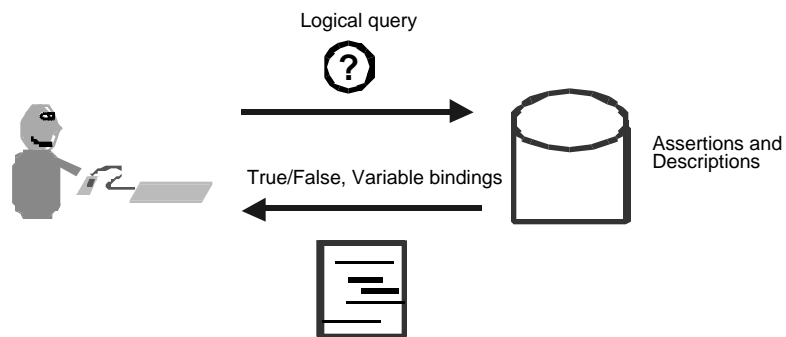 Logical query
?
Assertions and
Descriptions
True/False, Variable bindings